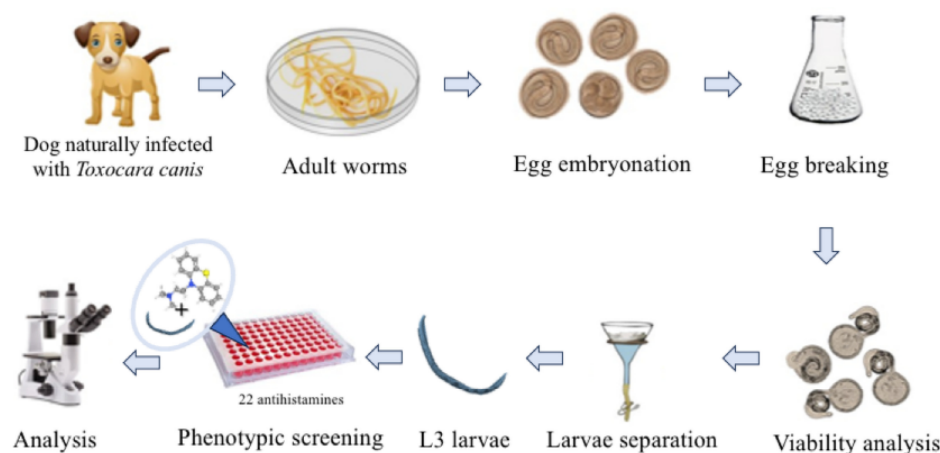 Dog naturally infected
with Toxocara canis
Adult worms
Egg embryonation
Egg breaking
Viability analysis
Larvae separation
L3 larvae
22 antihistamines
Phenotypic screening
Analysis